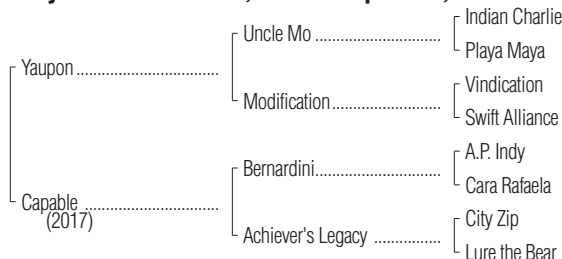 Indian Charlie
Uncle Mo
Playa Maya
Yaupon
Vindication
Modification
Swift Alliance
A.P. Indy
Bernardini
Cara Rafaela
Capable
(2017)
City Zip
Achiever's Legacy
Lure the Bear